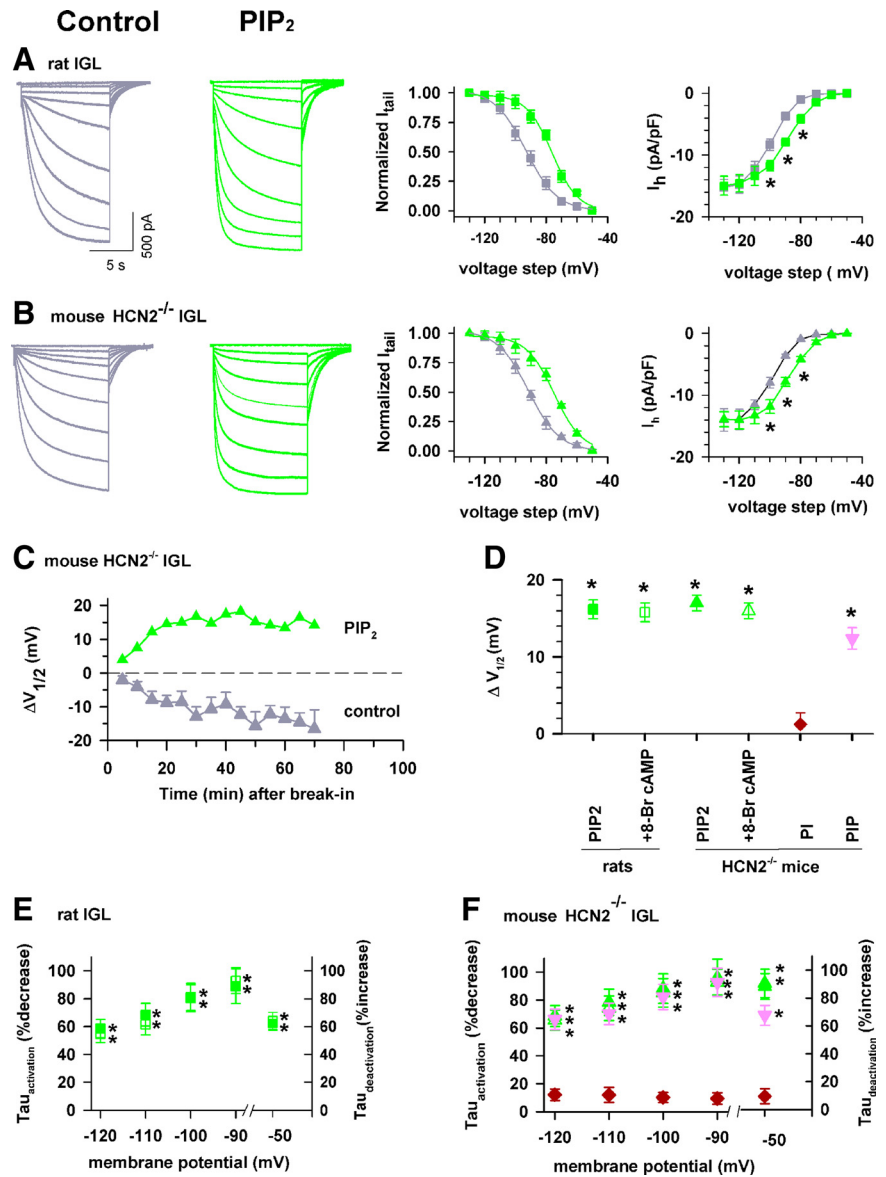 Control PIP2
A rat IGL
5 s
500 pA
Normalized Itail
1.00
0.75
0.50
0.25
0.00
-120 -80 -40
voltage step (mV)
Ih (pA/pF)
0
-10
-20
-120 -80 -40
voltage step ( mV)
B mouse HCN2-/- IGL
Normalized Itail
1.00
0.75
0.50
0.25
0.00
-120 -80 -40
voltage step (mV)
Ih (pA/pF)
0
-10
-20
-120 -80 -40
voltage step (mV)
* * *
* * *
C mouse HCN2-/- IGL
ΔV1/2 (mV)
20
10
0
-10
-20
PIP2
control
0 20 40 60 80 100
Time (min) after break-in
D
Δ V1/2 (mV)
20
16
12
8
4
0
* * * * *
PIP2
+8-Br cAMP
PIP2
+8-Br cAMP
PI
PIP
rats HCN2-/- mice
E rat IGL
Tauactivation (%decrease)
100
80
60
40
20
0
** ** ** ** **
100
80
60
40
20
0
Taudeactivation(%increase)
-120 -110 -100 -90 // -50
membrane potential (mV)
F mouse HCN2-/- IGL
Tauactivation (%decrease)
100
80
60
40
20
0
*** *** *** *** ** *
100
80
60
40
20
0
Taudeactivation(%increase)
-120 -110 -100 -90 // -50
membrane potential (mV)